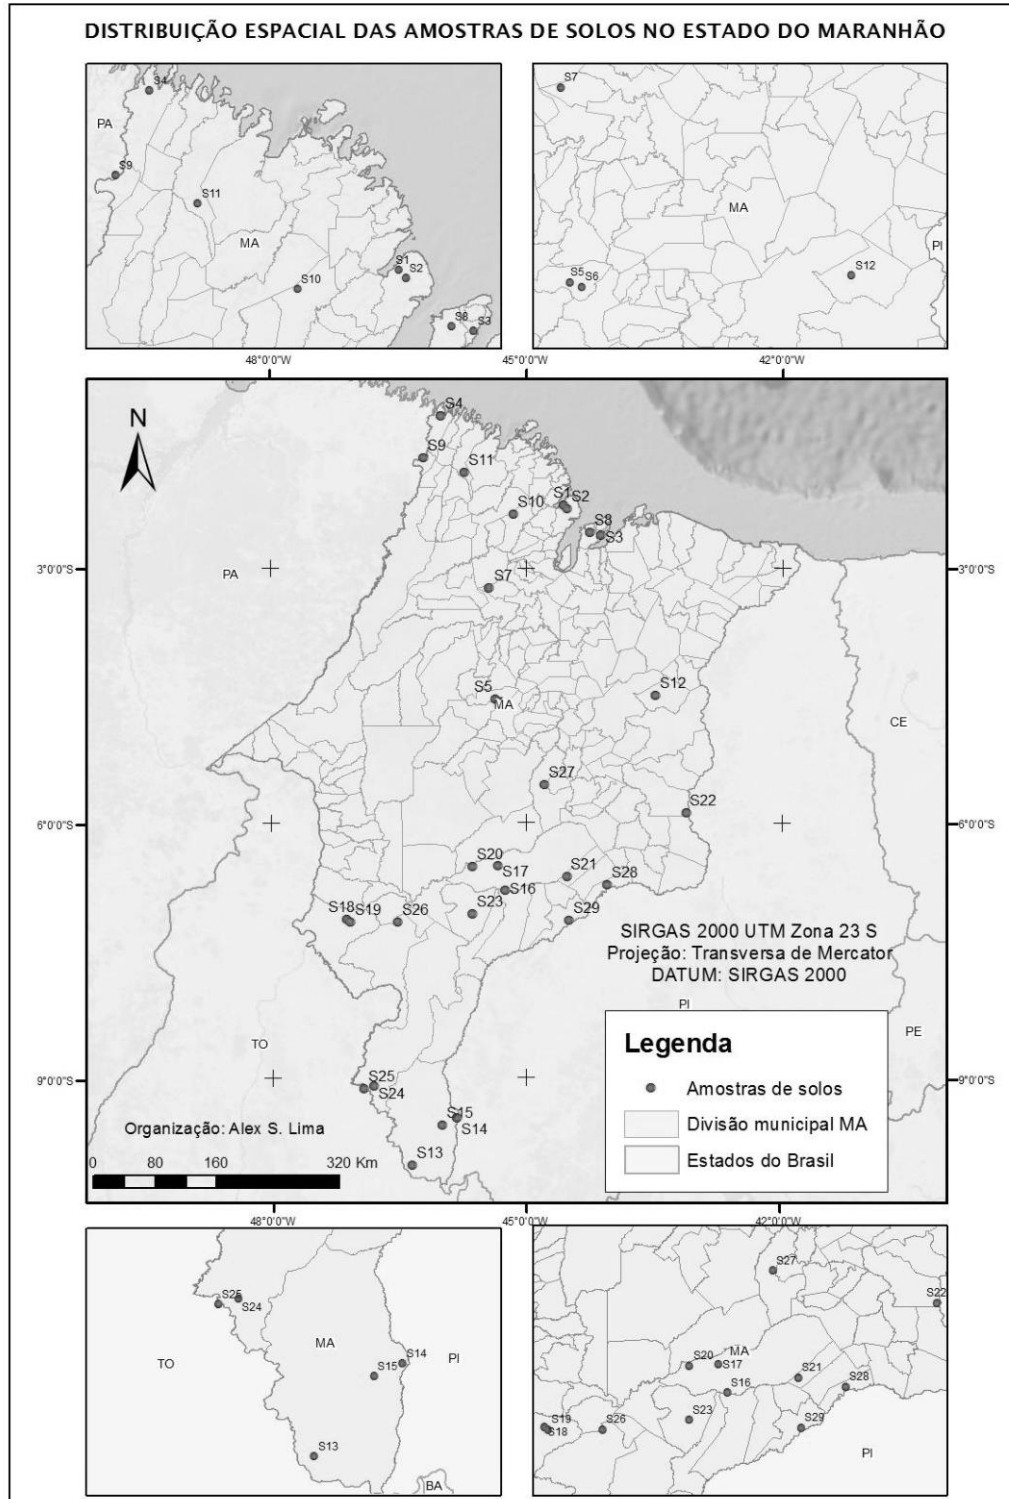 DISTRIBUIÇÃO ESPACIAL DAS AMOSTRAS DE SOLOS NO ESTADO DO MARANHÃO
S4
PA
S9
S11
MA
S10
S1
S2
S8
S3
S7
MA
PI
S5
S6
S12
48°0'0"W
45°0'0"W
42°0'0"W
N
S4
S9
S11
S10
S1
S2
S8
S3
3°0'0"S
3°0'0"S
PA
S7
S5
MA
S12
CE
S27
S22
6°0'0"S
6°0'0"S
S20
S17
S21
S28
S16
S18
S19
S26
S23
S29
SIRGAS 2000 UTM Zona 23 S
Projeção: Transversa de Mercator
DATUM: SIRGAS 2000
PI
PE
TO
Legenda
Amostras de solos
Divisão municipal MA
Estados do Brasil
9°0'0"S
9°0'0"S
S25
S24
S15
S14
S13
Organização: Alex S. Lima
0 80 160 320 Km
48°0'0"W
45°0'0"W
42°0'0"W
S25
S24
MA
TO
PI
S14
S15
S13
BA
S27
S22
MA
S20
S17
S21
S16
S28
S23
S19
S18
S26
S29
PI